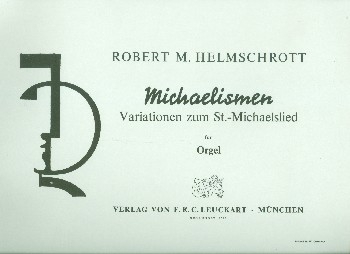 ROBERT M. HELMSCHROTT
Michaelismen
Variationen zum St.-Michaelslied
für
Orgel
VERLAG VON F. E. C. LEUCKART - MÜNCHEN